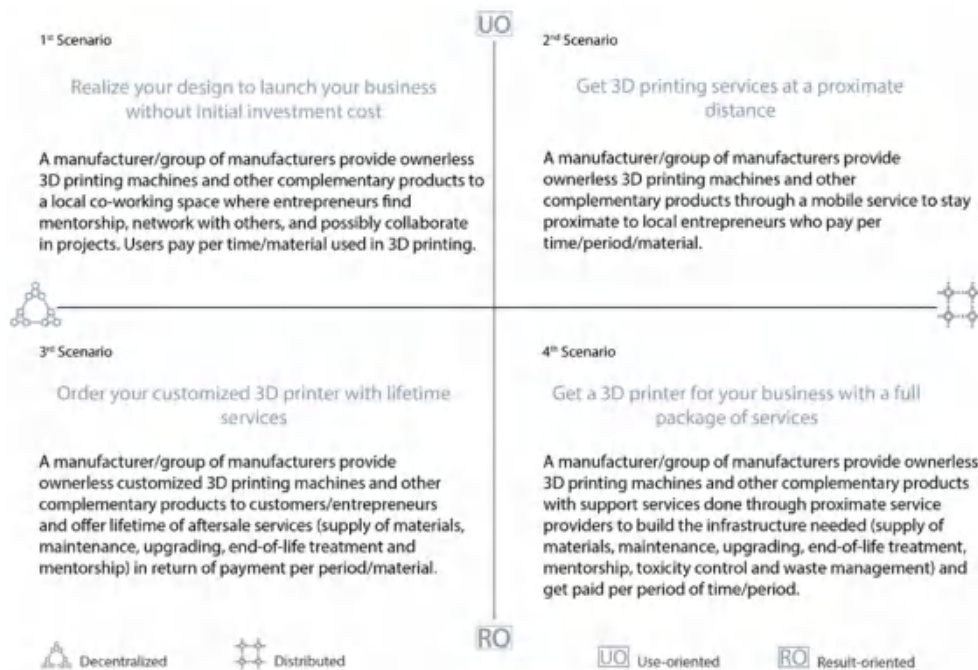 UO
1st Scenario
Realize your design to launch your business
without initial investment cost
A manufacturer/group of manufacturers provide ownerless
3D printing machines and other complementary products to
a local co-working space where entrepreneurs find
mentorship, network with others, and possibly collaborate
in projects. Users pay per time/material used in 3D printing.
2nd Scenario
Get 3D printing services at a proximate
distance
A manufacturer/group of manufacturers provide
ownerless 3D printing machines and other
complementary products through a mobile service to stay
proximate to local entrepreneurs who pay per
time/period/material.
3rd Scenario
Order your customized 3D printer with lifetime
services
A manufacturer/group of manufacturers provide
ownerless customized 3D printing machines and other
complementary products to customers/entrepreneurs
and offer lifetime of aftersale services (supply of materials,
maintenance, upgrading, end-of-life treatment and
mentorship) in return of payment per period/material.
4th Scenario
Get a 3D printer for your business with a full
package of services
A manufacturer/group of manufacturers provide ownerless
3D printing machines and other complementary products
with support services done through proximate service
providers to build the infrastructure needed (supply of
materials, maintenance, upgrading, end-of-life treatment,
mentorship, toxicity control and waste management) and
get paid per period of time/period.
RO
Decentralized
Distributed
UO Use-oriented
RO Result-oriented